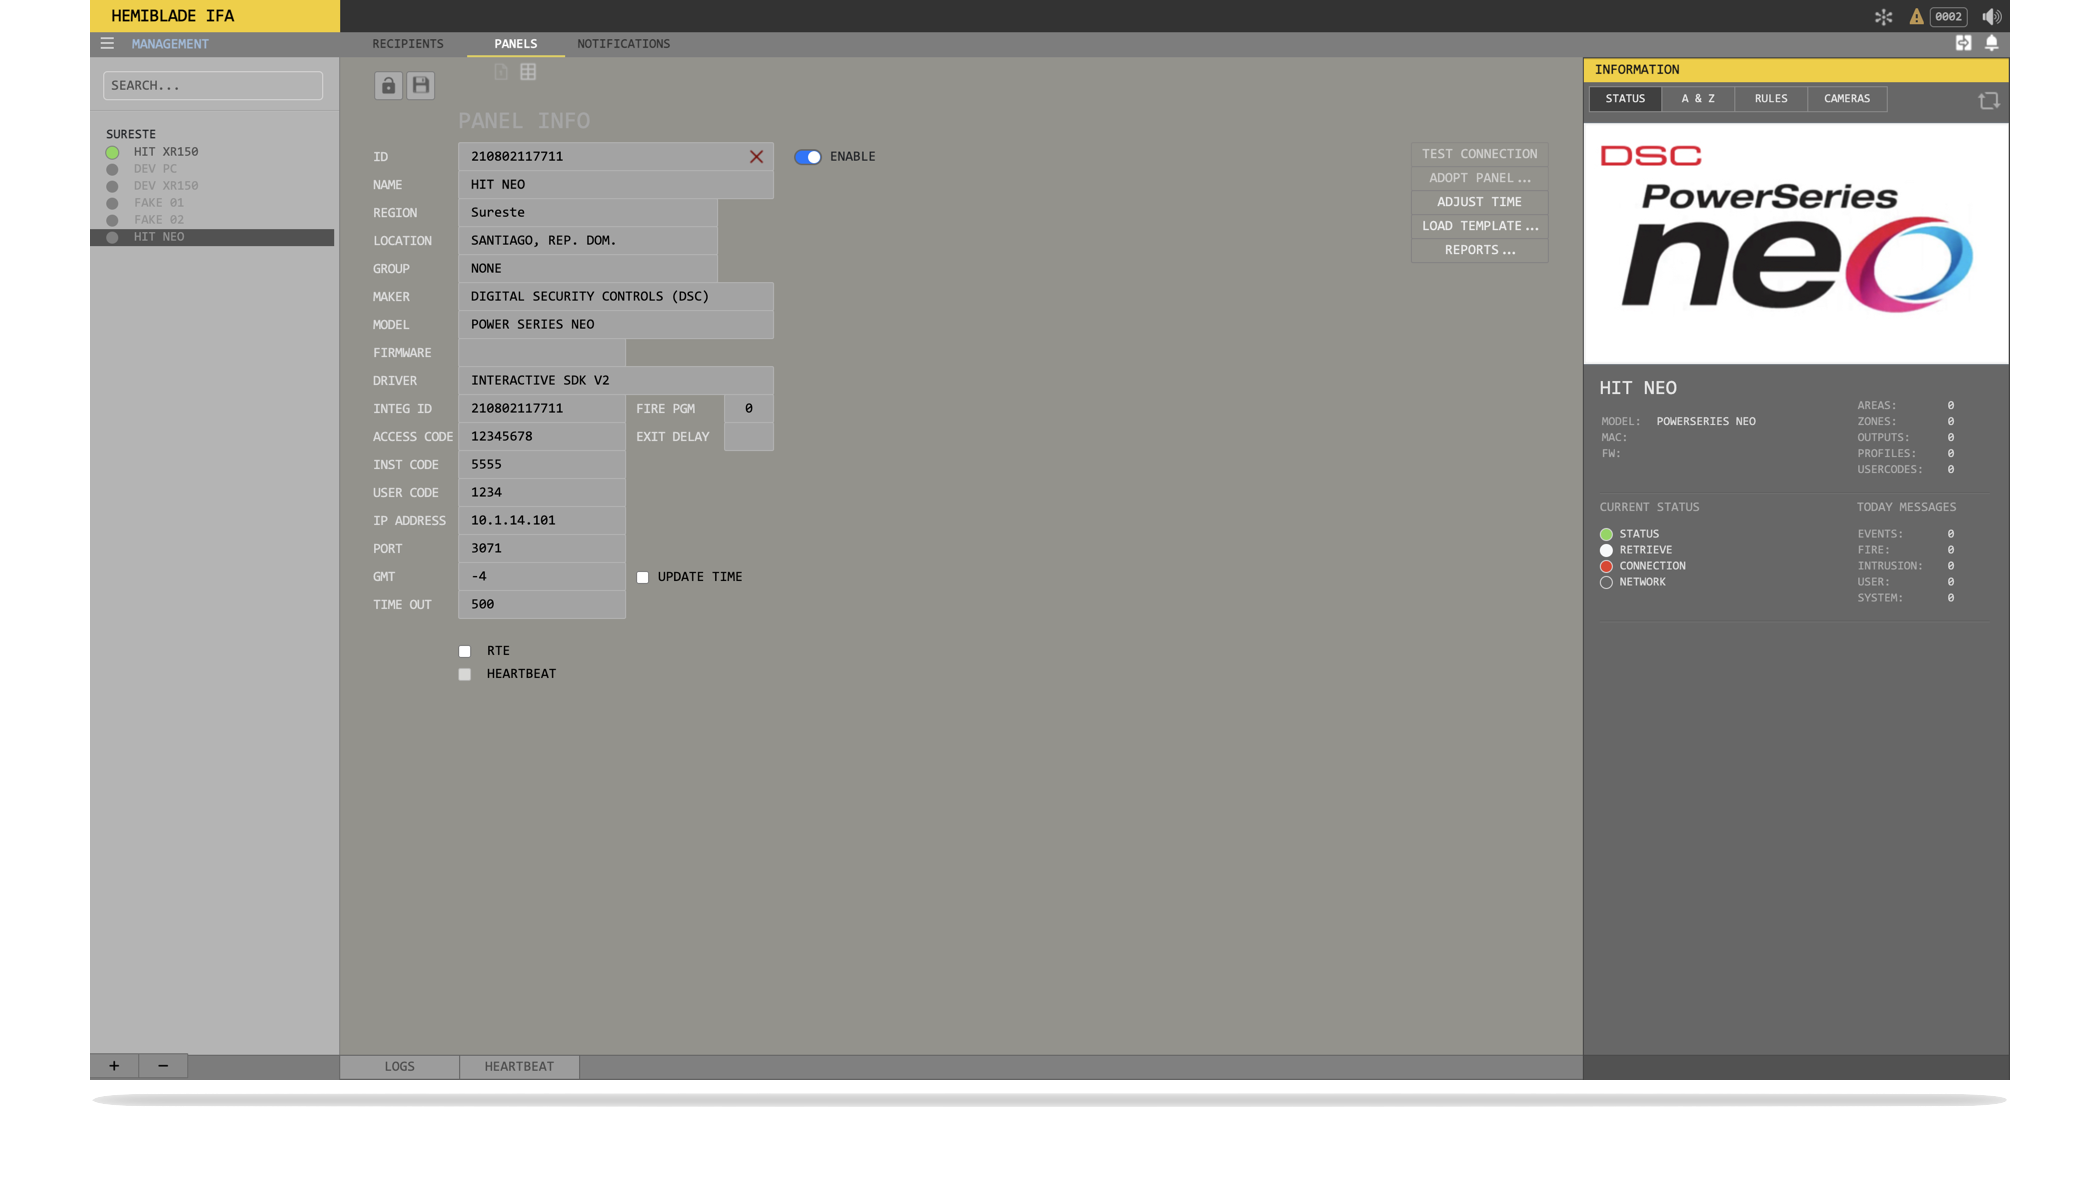 HEMIBLADE IFA
0002
MANAGEMENT
RECIPIENTS
PANELS
NOTIFICATIONS
SEARCH...
SURESTE
HIT XR150
DEV PC
DEV XR150
FAKE 01
FAKE 02
HIT NEO
PANEL INFO
ID 210802117711 ENABLE
NAME HIT NEO
REGION Sureste
LOCATION SANTIAGO, REP. DOM.
GROUP NONE
MAKER DIGITAL SECURITY CONTROLS (DSC)
MODEL POWER SERIES NEO
FIRMWARE
DRIVER INTERACTIVE SDK V2
INTEG ID 210802117711 FIRE PGM 0
ACCESS CODE 12345678 EXIT DELAY
INST CODE 5555
USER CODE 1234
IP ADDRESS 10.1.14.101
PORT 3071
GMT -4 UPDATE TIME
TIME OUT 500
RTE
HEARTBEAT
TEST CONNECTION
ADOPT PANEL...
ADJUST TIME
LOAD TEMPLATE...
REPORTS...
INFORMATION
STATUS A & Z RULES CAMERAS
DSC
PowerSeries
neo
HIT NEO
MODEL: POWERSERIES NEO
MAC:
FW:
AREAS: 0
ZONES: 0
OUTPUTS: 0
PROFILES: 0
USERCODES: 0
CURRENT STATUS
STATUS
RETRIEVE
CONNECTION
NETWORK
TODAY MESSAGES
EVENTS: 0
FIRE: 0
INTRUSION: 0
USER: 0
SYSTEM: 0
+ −
LOGS
HEARTBEAT